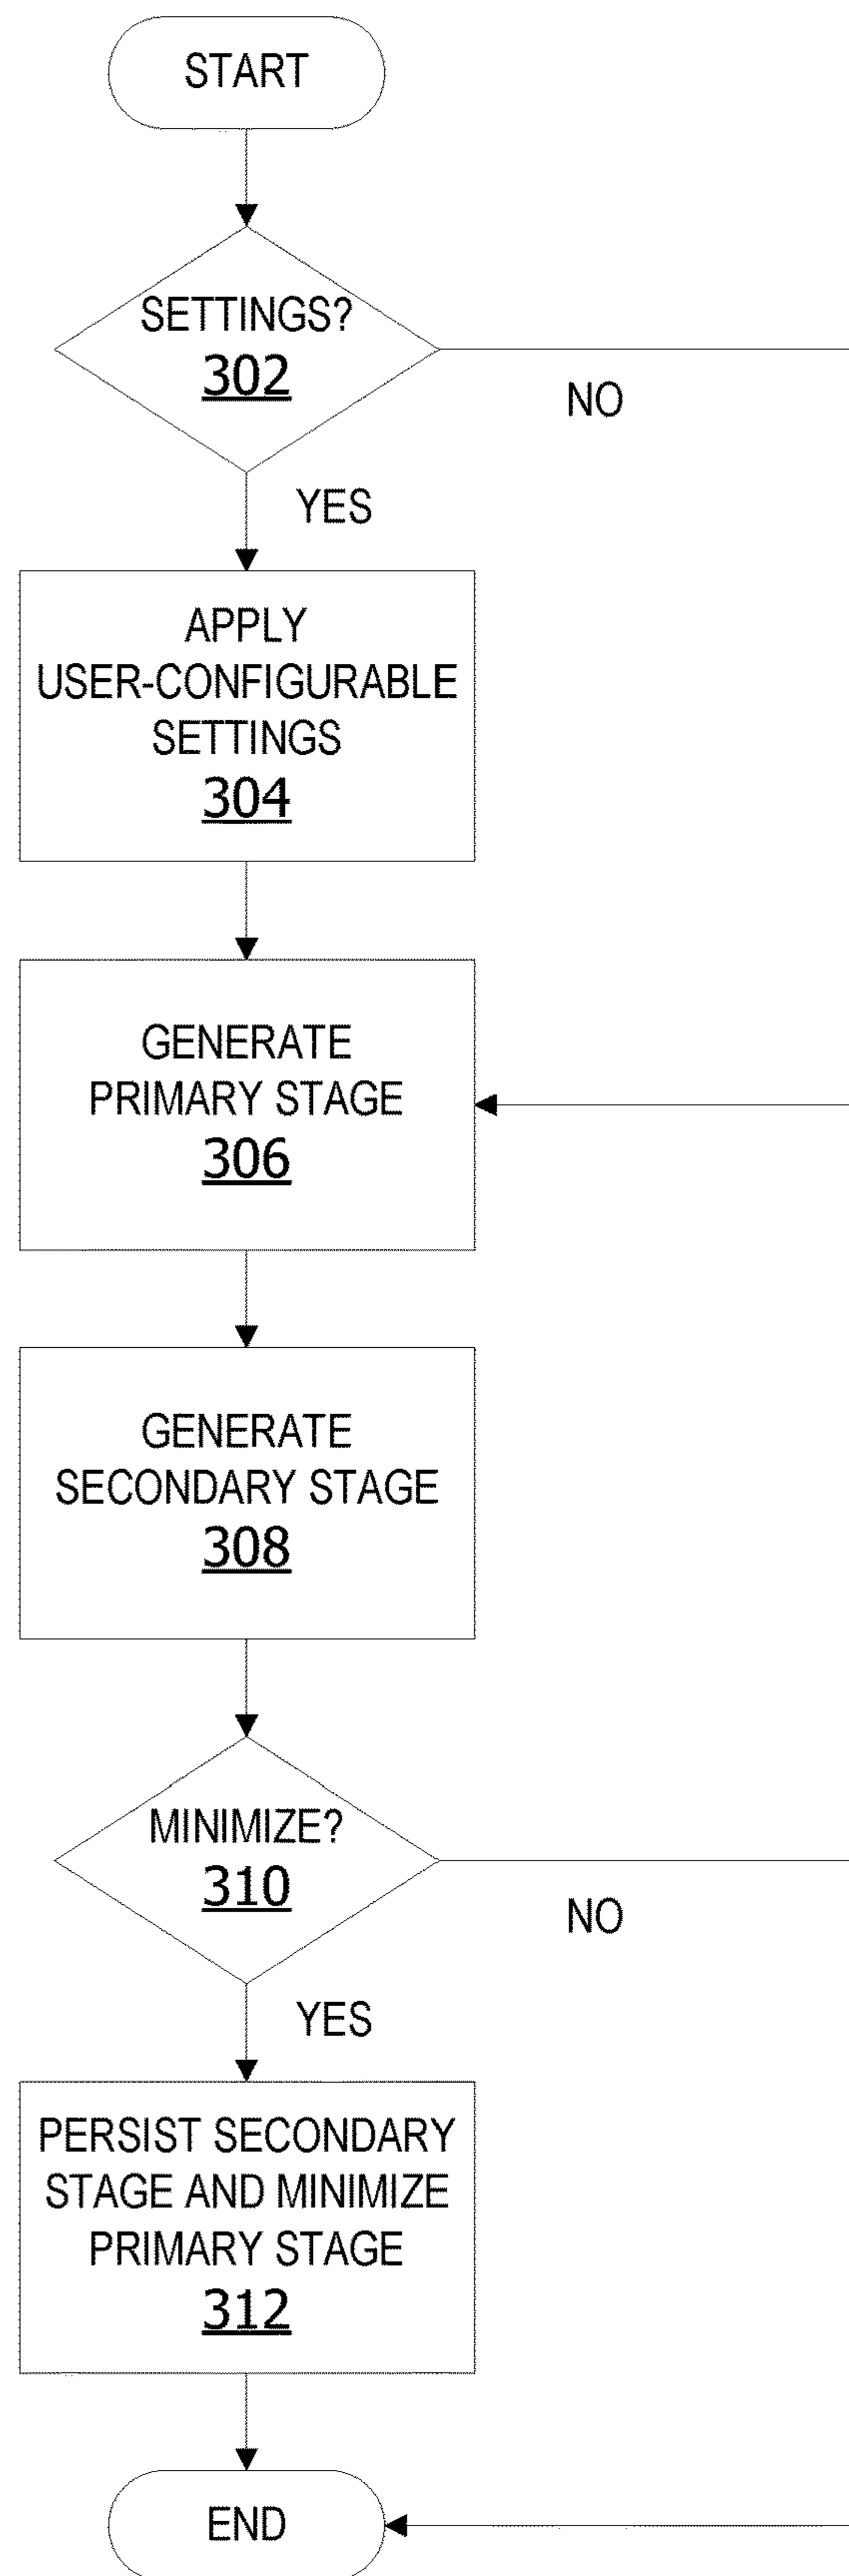 START
SETTINGS?
302
NO
YES
APPLY
USER-CONFIGURABLE
SETTINGS
304
GENERATE
PRIMARY STAGE
306
GENERATE
SECONDARY STAGE
308
MINIMIZE?
310
NO
YES
PERSIST SECONDARY
STAGE AND MINIMIZE
PRIMARY STAGE
312
END